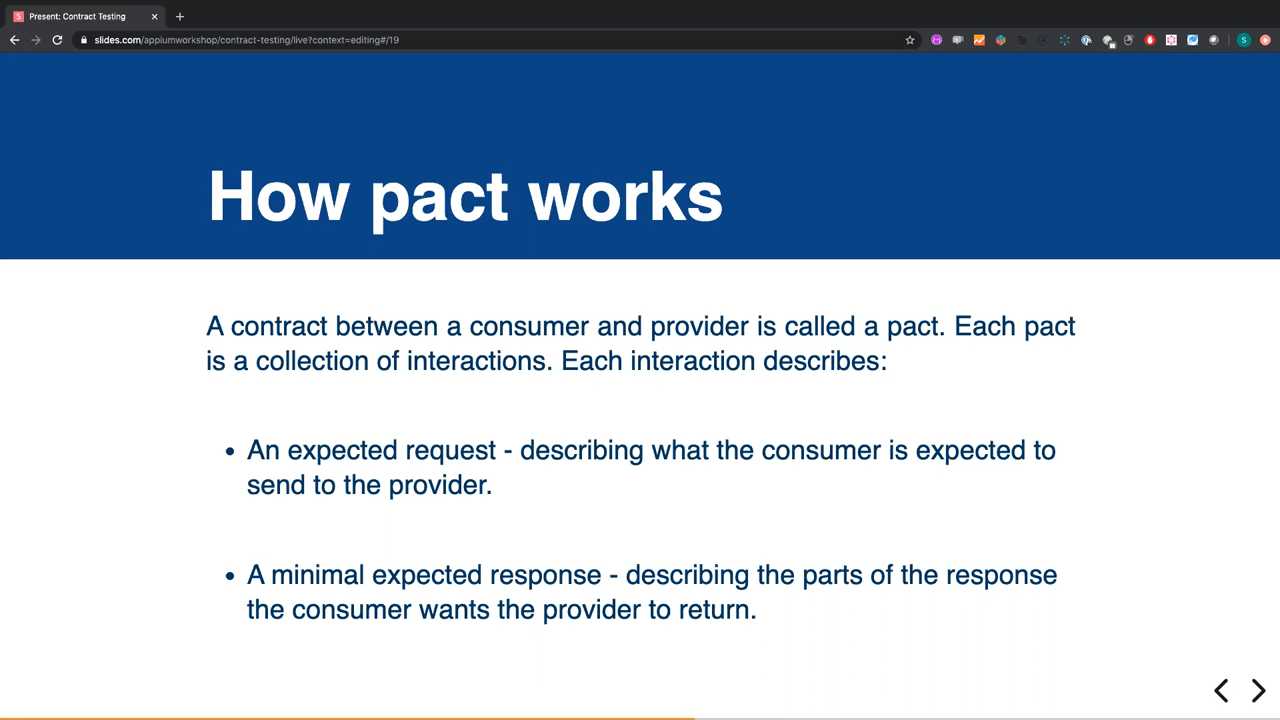 S Present: Contract Testing
slides.com/appiumworkshop/contract-testing/live?context=editing#/19
S
How pact works
A contract between a consumer and provider is called a pact. Each pact
is a collection of interactions. Each interaction describes:
• An expected request - describing what the consumer is expected to
send to the provider.
• A minimal expected response - describing the parts of the response
the consumer wants the provider to return.